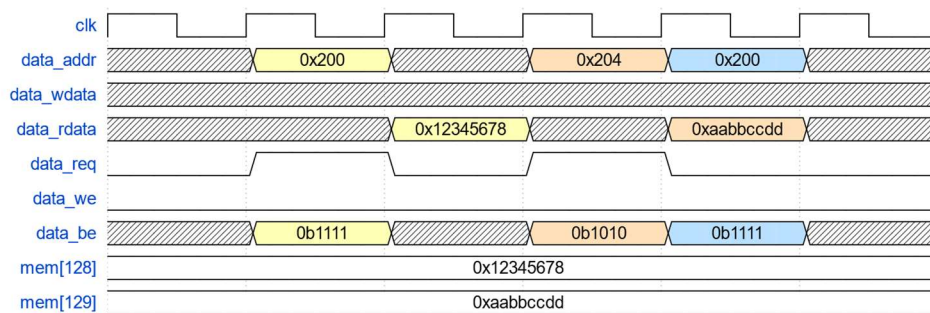 clk
data_addr 0x200 0x204 0x200
data_wdata
data_rdata 0x12345678 0xaabbccdd
data_req
data_we
data_be 0b1111 0b1010 0b1111
mem[128] 0x12345678
mem[129] 0xaabbccdd